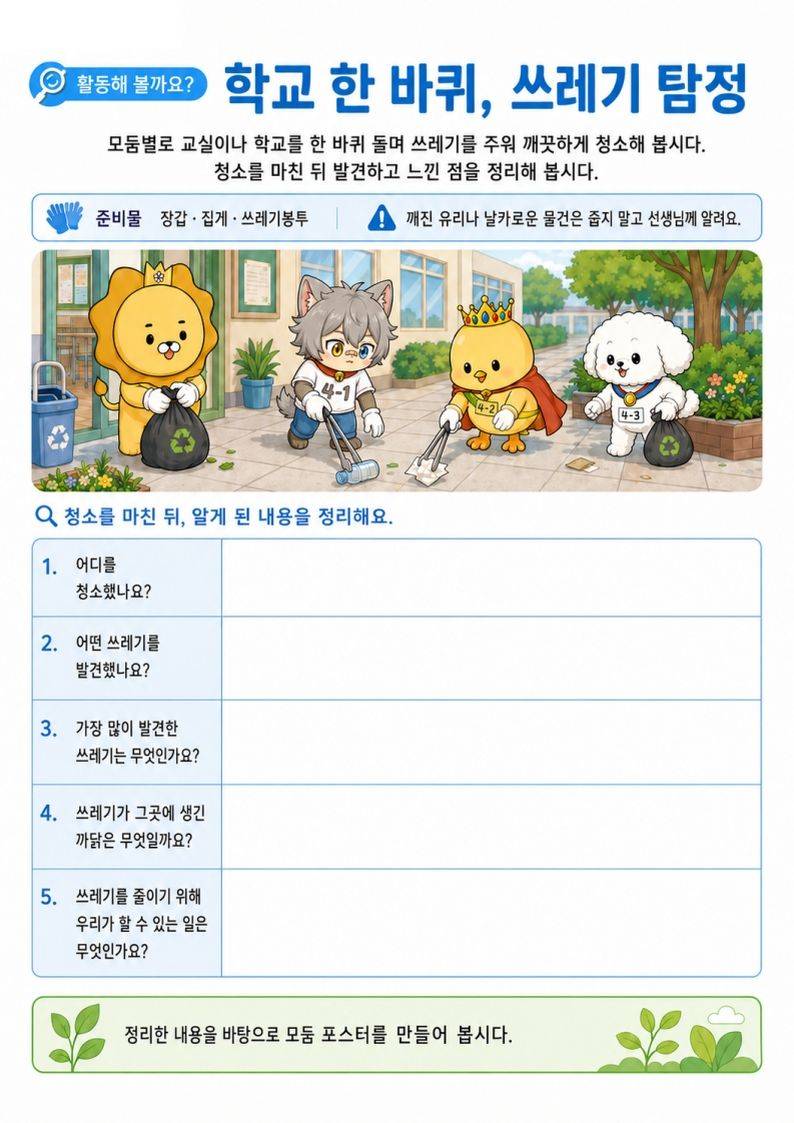 활동해 볼까요?
학교 한 바퀴, 쓰레기 탐정
모둠별로 교실이나 학교를 한 바퀴 돌며 쓰레기를 주워 깨끗하게 청소해 봅시다.
청소를 마친 뒤 발견하고 느낀 점을 정리해 봅시다.
준비물 장갑 · 집게 · 쓰레기봉투
깨진 유리나 날카로운 물건은 줍지 말고 선생님께 알려요.
4-1
4-2
4-3
청소를 마친 뒤, 알게 된 내용을 정리해요.
1. 어디를
청소했나요?
2. 어떤 쓰레기를
발견했나요?
3. 가장 많이 발견한
쓰레기는 무엇인가요?
4. 쓰레기가 그곳에 생긴
까닭은 무엇일까요?
5. 쓰레기를 줄이기 위해
우리가 할 수 있는 일은
무엇인가요?
정리한 내용을 바탕으로 모둠 포스터를 만들어 봅시다.